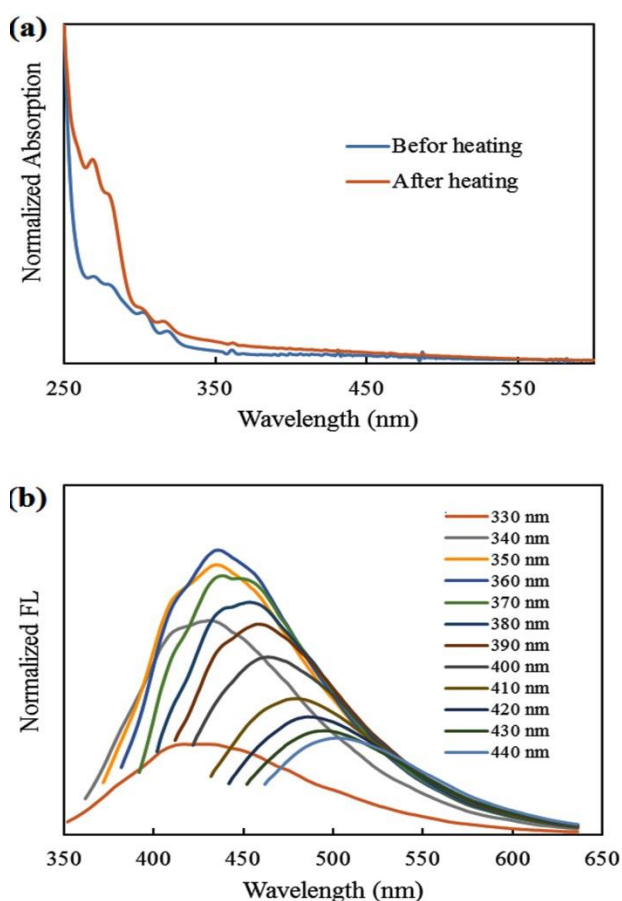 (a)
Normalized Absorption
Befor heating
After heating
250 350 450 550
Wavelength (nm)
(b)
Normalized FL
330 nm
340 nm
350 nm
360 nm
370 nm
380 nm
390 nm
400 nm
410 nm
420 nm
430 nm
440 nm
350 400 450 500 550 600 650
Wavelength (nm)